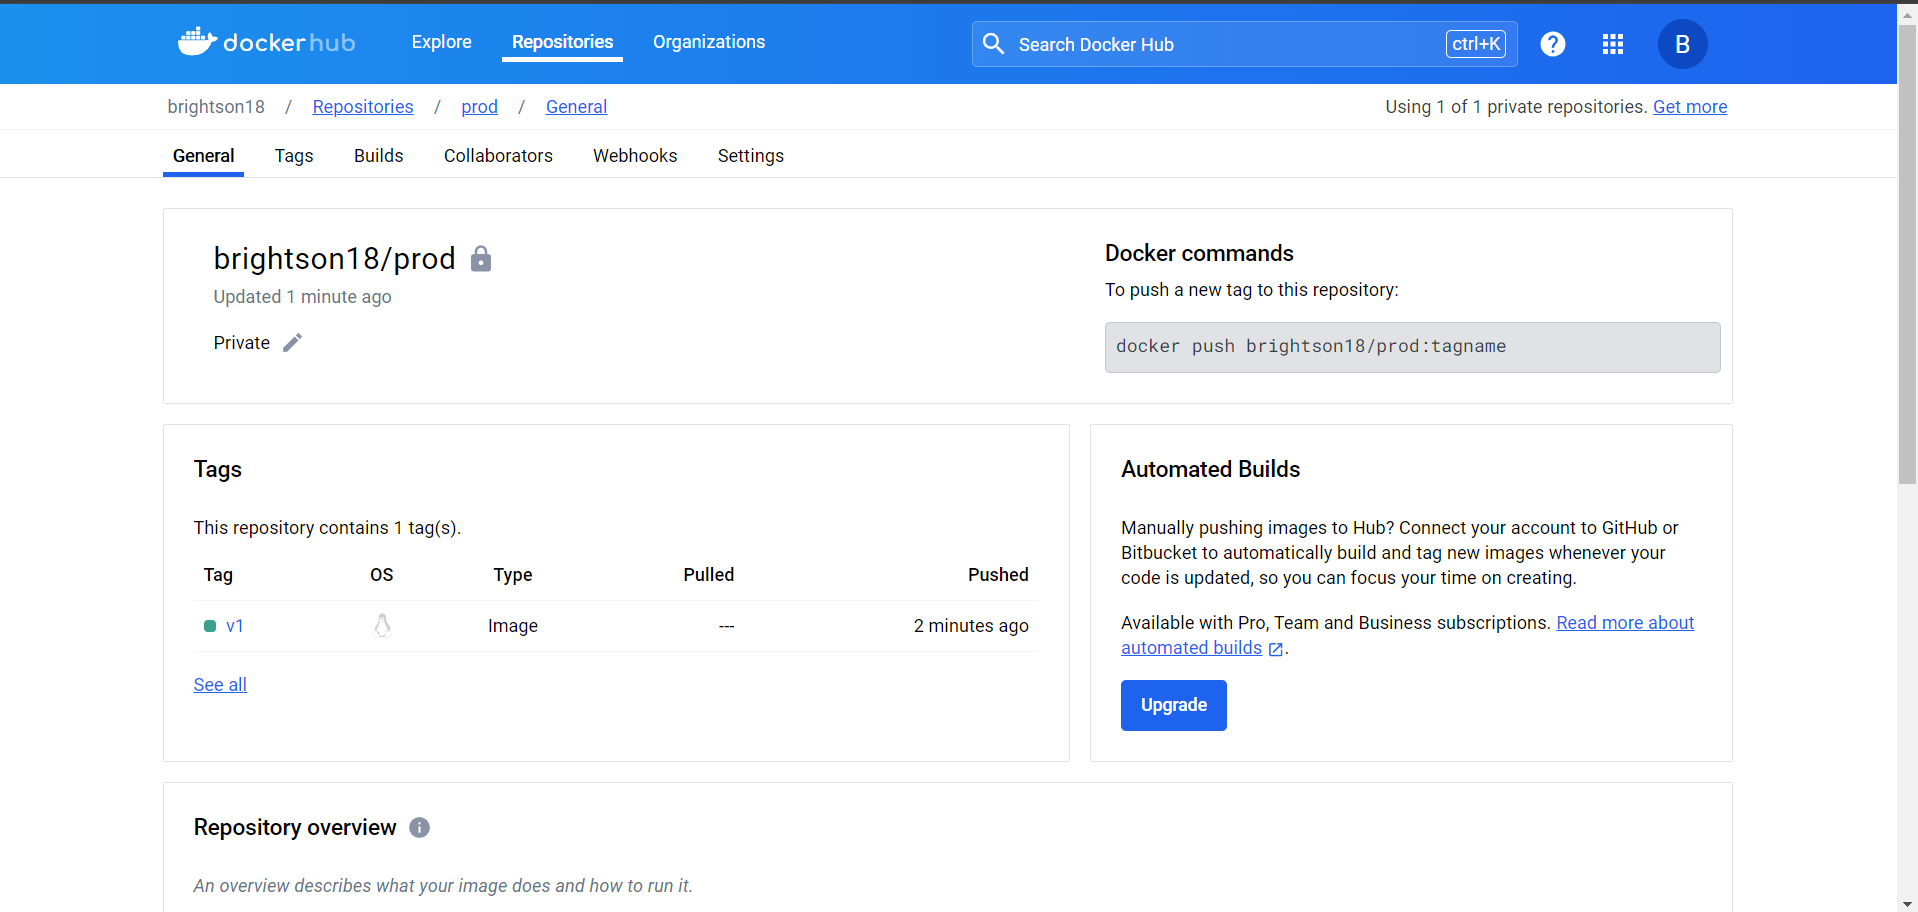 docker hub
Explore
Repositories
Organizations
Search Docker Hub
ctrl+K
?
B
brightson18 / Repositories / prod / General
Using 1 of 1 private repositories. Get more
General
Tags
Builds
Collaborators
Webhooks
Settings
brightson18/prod
Updated 1 minute ago
Private
Docker commands
To push a new tag to this repository:
docker push brightson18/prod:tagname
Tags
This repository contains 1 tag(s).
Tag OS Type Pulled Pushed
v1 Image --- 2 minutes ago
See all
Automated Builds
Manually pushing images to Hub? Connect your account to GitHub or
Bitbucket to automatically build and tag new images whenever your
code is updated, so you can focus your time on creating.
Available with Pro, Team and Business subscriptions. Read more about
automated builds .
Upgrade
Repository overview i
An overview describes what your image does and how to run it.